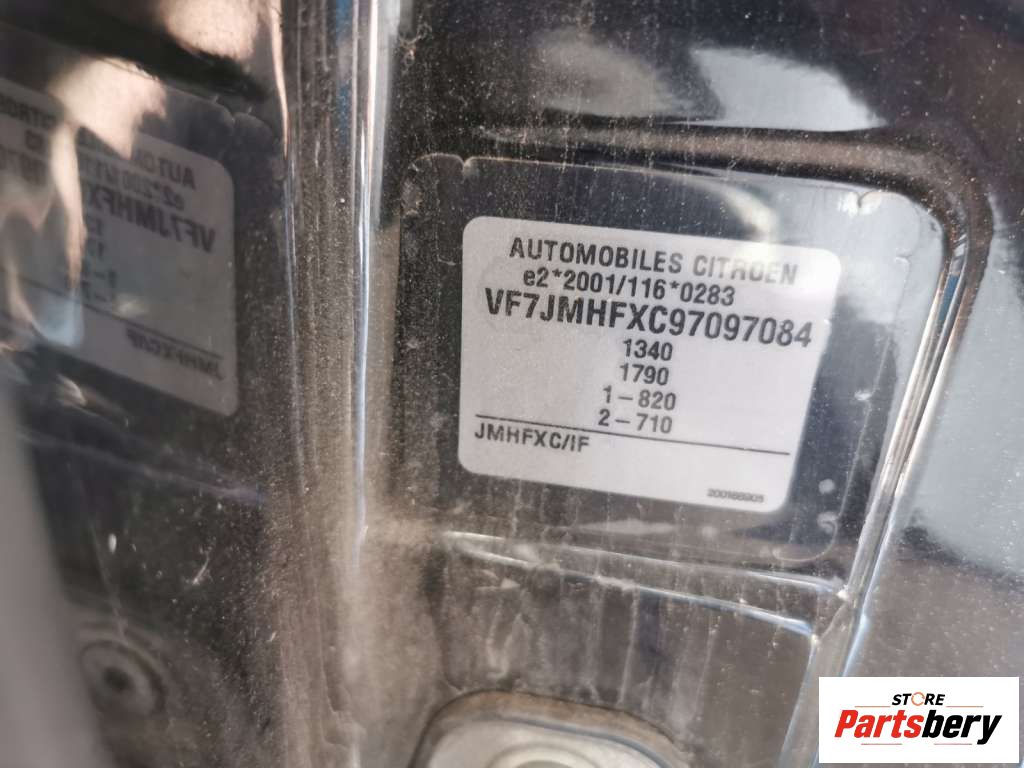 AUTOMOBILES CITROEN
e2*2001/116*0283
VF7JMHFXC97097084
1340
1790
1-820
2-710
JMHFXC/IF
STORE
Partsbery